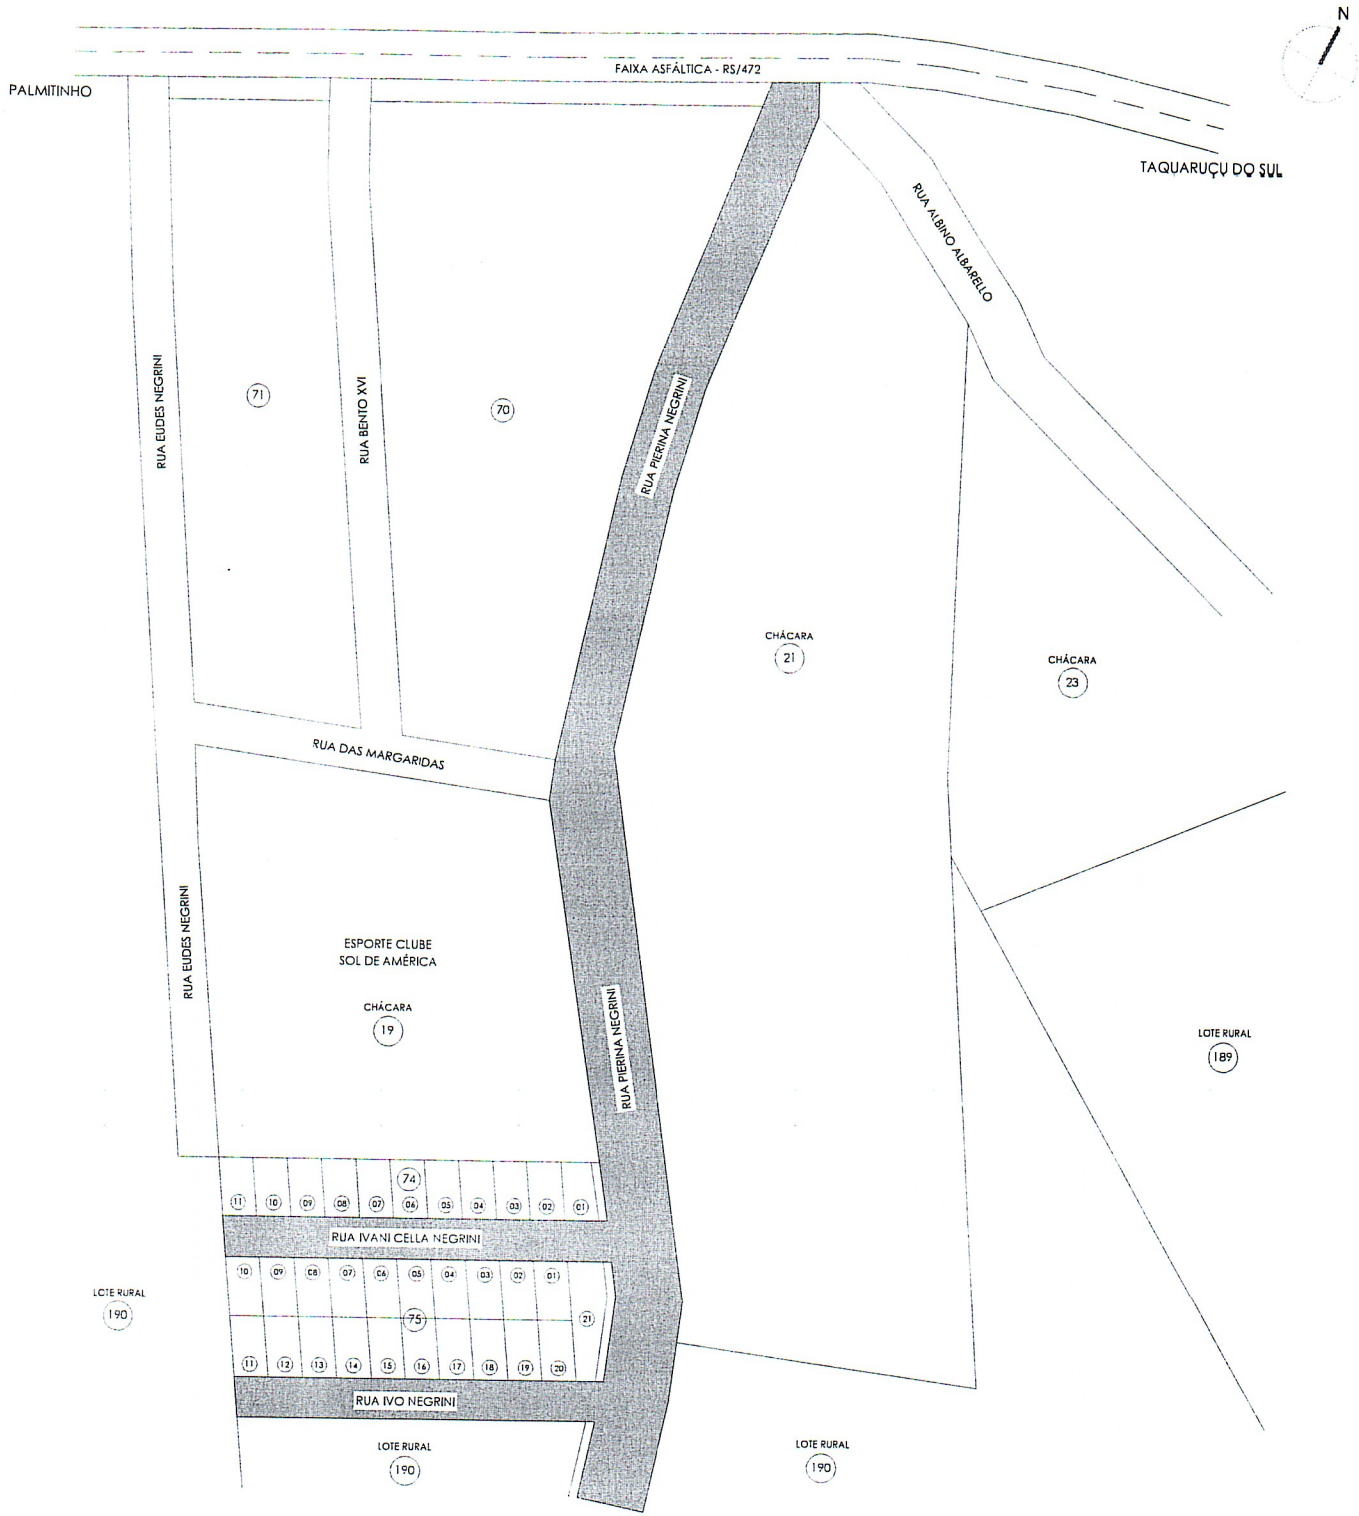 N
FAIXA ASFÁLTICA - RS/472
PALMITINHO
TAQUARUÇU DO SUL
RUA ALBINO ALBARELLO
RUA EUDES NEGRINI
71
RUA BENTO XVI
70
RUA PIERINA NEGRINI
CHÁCARA
21
CHÁCARA
23
RUA DAS MARGARIDAS
RUA EUDES NEGRINI
ESPORTE CLUBE
SOL DE AMÉRICA
CHÁCARA
19
RUA PIERINA NEGRINI
LOTE RURAL
189
74
11 10 09 08 07 06 05 04 03 02 01
RUA IVANI CELLA NEGRINI
10 09 08 07 06 05 04 03 02 01
LOTE RURAL
190
75
21
11 12 13 14 15 16 17 18 19 20
RUA IVO NEGRINI
LOTE RURAL
190
LOTE RURAL
190